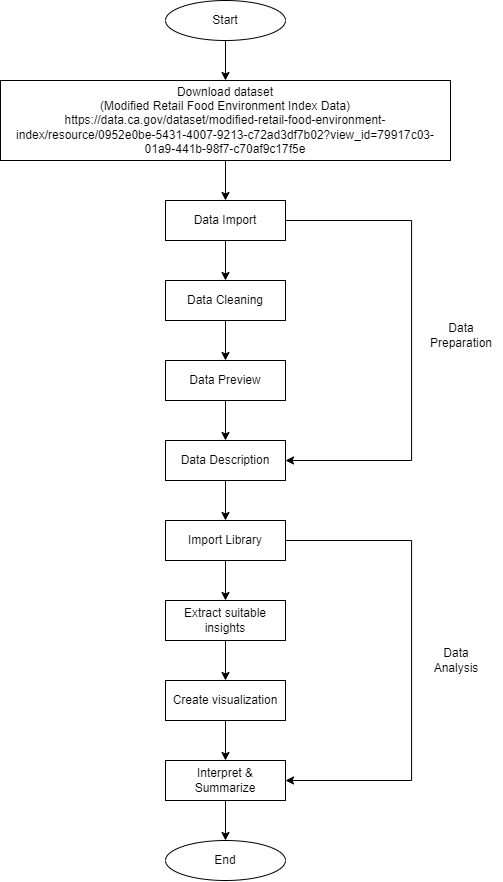 Start
Download dataset
(Modified Retail Food Environment Index Data)
https://data.ca.gov/dataset/modified-retail-food-environment-
index/resource/0952e0be-5431-4007-9213-c72ad3df7b02?view_id=79917c03-
01a9-441b-98f7-c70af9c17f5e
Data Import
Data Cleaning
Data
Preparation
Data Preview
Data Description
Import Library
Extract suitable
insights
Data
Analysis
Create visualization
Interpret &
Summarize
End